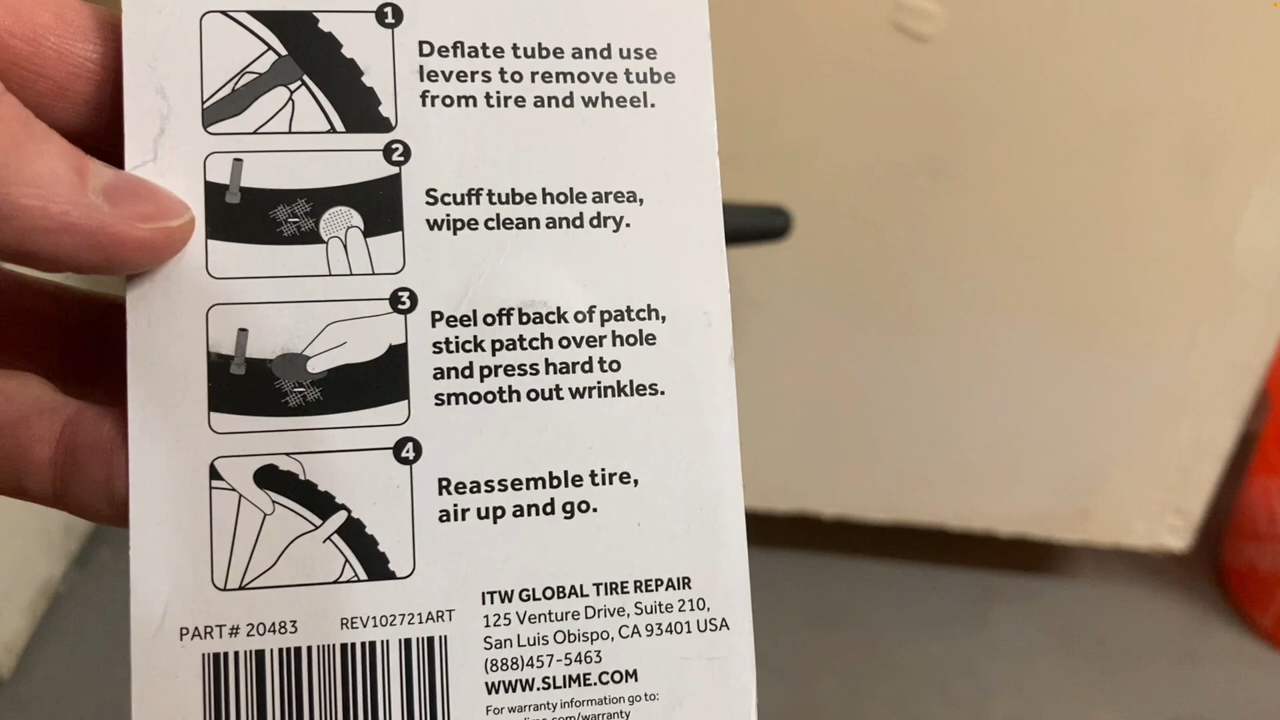 1
Deflate tube and use
levers to remove tube
from tire and wheel.
2
Scuff tube hole area,
wipe clean and dry.
3
Peel off back of patch,
stick patch over hole
and press hard to
smooth out wrinkles.
4
Reassemble tire,
air up and go.
PART# 20483 REV102721ART
ITW GLOBAL TIRE REPAIR
125 Venture Drive, Suite 210,
San Luis Obispo, CA 93401 USA
(888)457-5463
WWW.SLIME.COM
For warranty information go to: